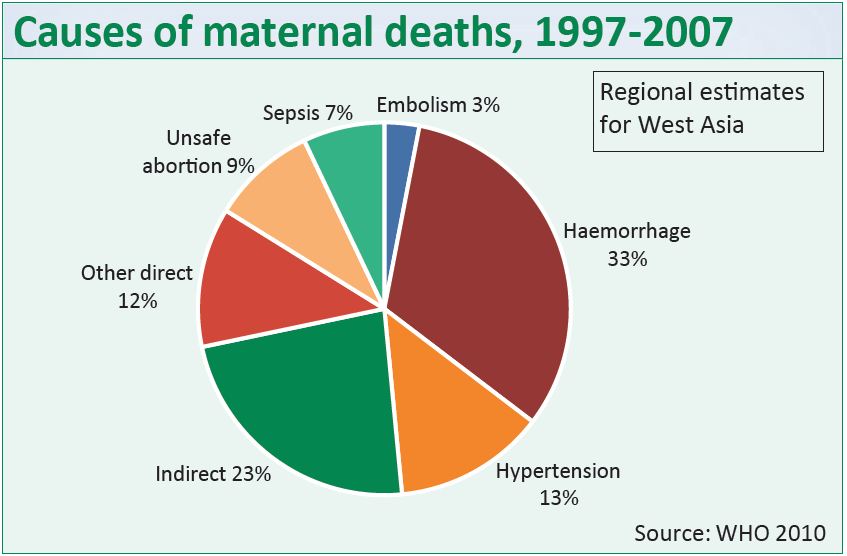 Causes of maternal deaths, 1997-2007
Regional estimates
for West Asia
Embolism 3%
Haemorrhage
33%
Hypertension
13%
Indirect 23%
Other direct
12%
Unsafe
abortion 9%
Sepsis 7%
Source: WHO 2010